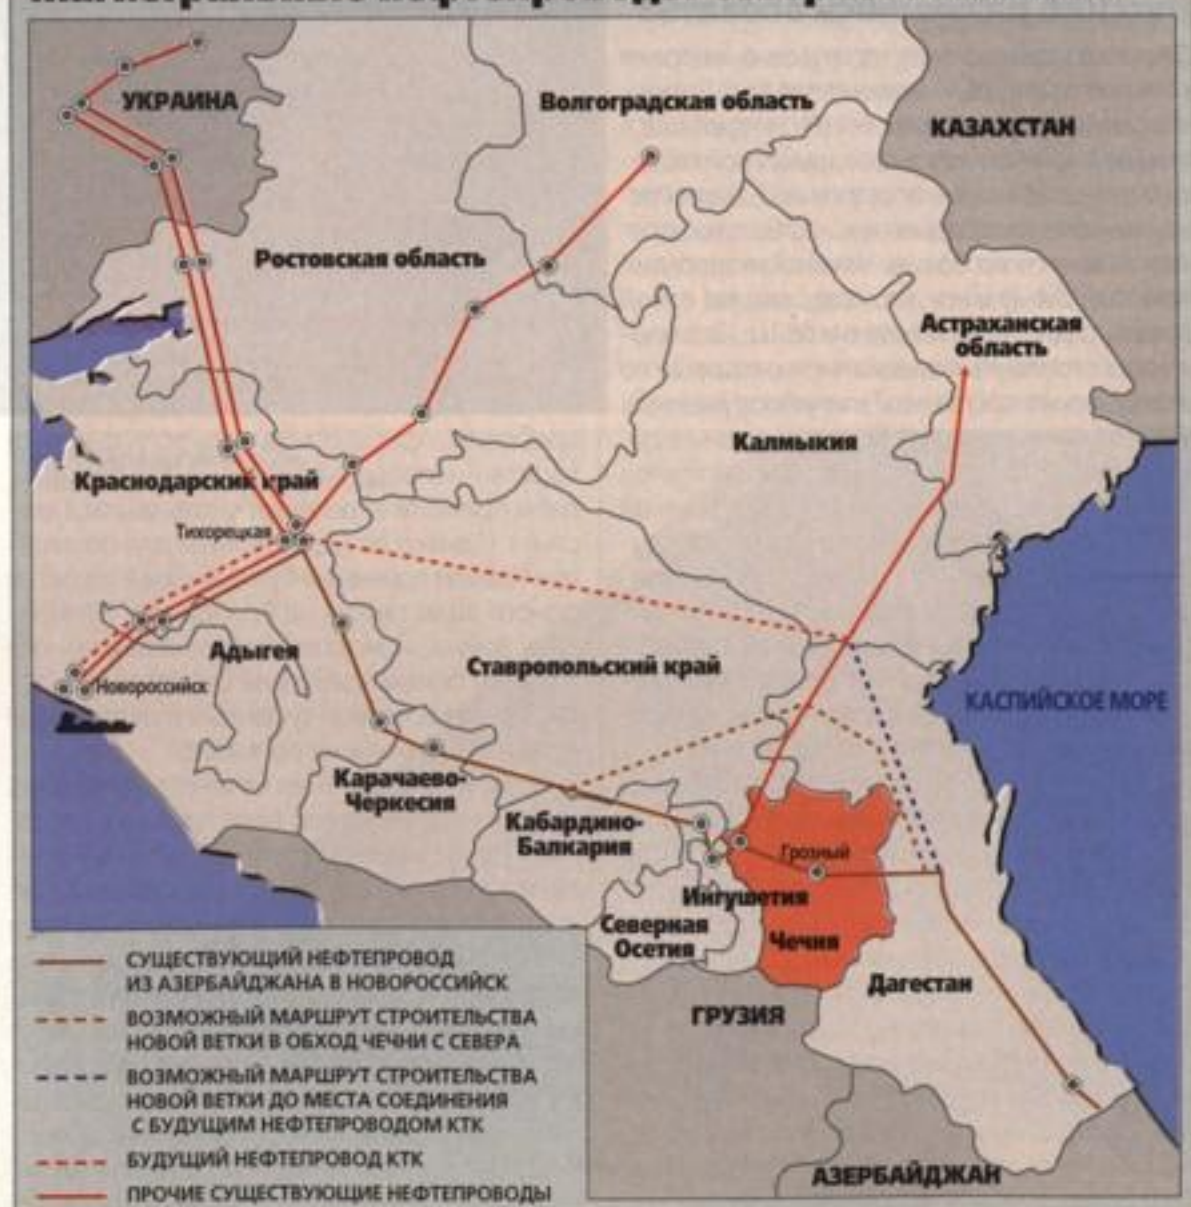 УКРАИНА
Волгоградская область
КАЗАХСТАН
Ростовская область
Астраханская
область
Калмыкия
Краснодарский край
Тихорецкая
Адыгея
Ставропольский край
Новороссийск
КАСПИЙСКОЕ МОРЕ
Карачаево-
Черкесия
Кабардино-
Балкария
Грозный
Ингушетия
Северная
Осетия
Чечня
Дагестан
ГРУЗИЯ
АЗЕРБАЙДЖАН
СУЩЕСТВУЮЩИЙ НЕФТЕПРОВОД
ИЗ АЗЕРБАЙДЖАНА В НОВОРОССИЙСК
ВОЗМОЖНЫЙ МАРШРУТ СТРОИТЕЛЬСТВА
НОВОЙ ВЕТКИ В ОБХОД ЧЕЧНИ С СЕВЕРА
ВОЗМОЖНЫЙ МАРШРУТ СТРОИТЕЛЬСТВА
НОВОЙ ВЕТКИ ДО МЕСТА СОЕДИНЕНИЯ
С БУДУЩИМ НЕФТЕПРОВОДОМ КТК
БУДУЩИЙ НЕФТЕПРОВОД КТК
ПРОЧИЕ СУЩЕСТВУЮЩИЕ НЕФТЕПРОВОДЫ